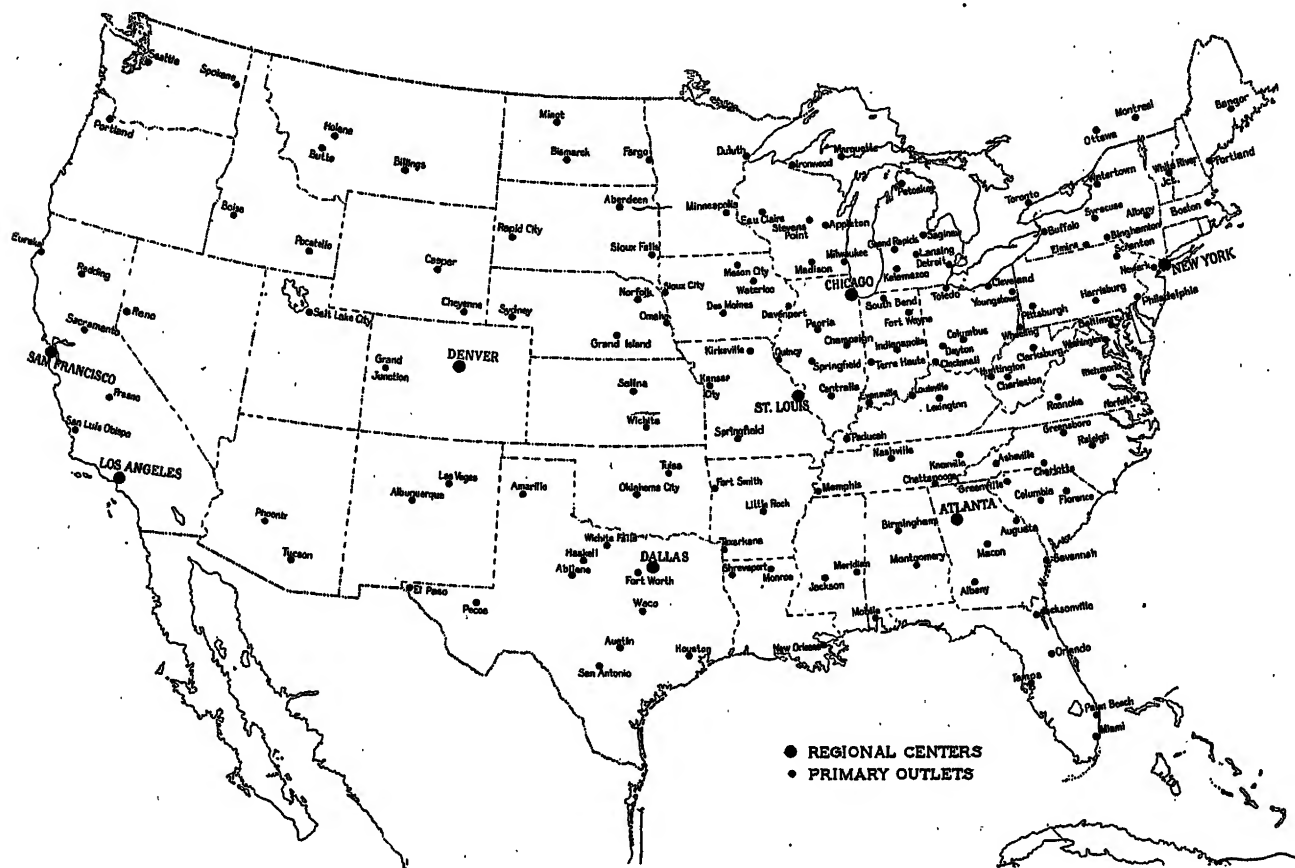 Seattle
Spokane
Portland
Helena
Butte
Billings
Boise
Pocatello
Eureka
Redding
Reno
Sacramento
SAN FRANCISCO
Fresno
San Luis Obispo
LOS ANGELES
Salt Lake City
Casper
Cheyenne
Grand
Junction
DENVER
Phoenix
Tucson
Albuquerque
Las Vegas
El Paso
Pecos
Minot
Bismarck
Fargo
Aberdeen
Rapid City
Sioux Falls
Sydney
Norfolk
Omaha
Grand Island
Salina
Wichita
Tulsa
Oklahoma City
Amarillo
Wichita Falls
Haskell
Abilene
DALLAS
Fort Worth
Waco
Austin
San Antonio
Houston
Duluth
Minneapolis
Ironwood
Marquette
Eau Claire
Stevens
Point
Appleton
Madison
Milwaukee
Petoskey
Grand Rapids
Saginaw
Lansing
Detroit
Kalamazoo
Mason City
Waterloo
Sioux City
Des Moines
Davenport
CHICAGO
Peoria
Champaign
Quincy
Springfield
Centralia
Kirksville
Kansas
City
ST. LOUIS
Springfield
Paducah
South Bend
Fort Wayne
Indianapolis
Terre Haute
Evansville
Toledo
Cleveland
Youngstown
Columbus
Dayton
Cincinnati
Louisville
Lexington
Huntington
Charleston
Clarksburg
Wheeling
Pittsburgh
Harrisburg
Philadelphia
Baltimore
Washington
Richmond
Roanoke
Norfolk
Toronto
Ottawa
Montreal
Bangor
Portland
White River
Jct.
Watertown
Syracuse
Albany
Boston
Buffalo
Elmira
Binghamton
Scranton
Newark
NEW YORK
Fort Smith
Little Rock
Texarkana
Shreveport
Monroe
New Orleans
Memphis
Nashville
Knoxville
Chattanooga
Asheville
Greensboro
Raleigh
Charlotte
Greenville
Columbia
Florence
Birmingham
Montgomery
Mobile
Meridian
Jackson
ATLANTA
Augusta
Macon
Albany
Savannah
Jacksonville
Orlando
Tampa
Palm Beach
Miami
REGIONAL CENTERS
PRIMARY OUTLETS